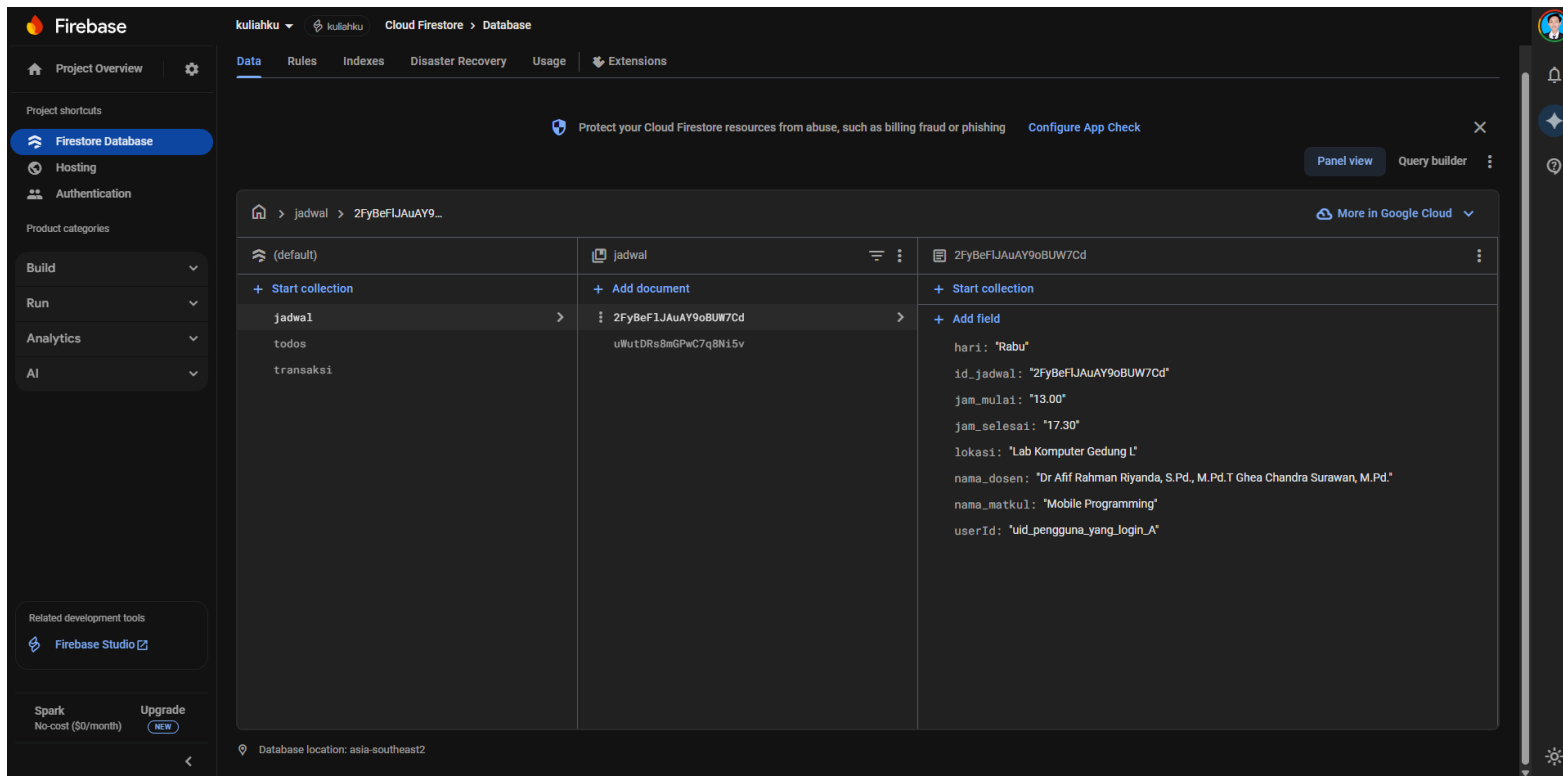 Firebase
kuliahku
kuliahku
Cloud Firestore > Database
Project Overview
Data
Rules
Indexes
Disaster Recovery
Usage
Extensions
Project shortcuts
Firestore Database
Hosting
Authentication
Product categories
Build
Run
Analytics
AI
Protect your Cloud Firestore resources from abuse, such as billing fraud or phishing Configure App Check
Panel view
Query builder
jadwal > 2FyBeFlJAuAY9…
More in Google Cloud
(default)
Start collection
jadwal
todos
transaksi
jadwal
Add document
2FyBeFlJAuAY9oBUW7Cd
uWutDRs8mGPwC7q8Ni5v
2FyBeFlJAuAY9oBUW7Cd
Start collection
Add field
hari: "Rabu"
id_jadwal: "2FyBeFlJAuAY9oBUW7Cd"
jam_mulai: "13.00"
jam_selesai: "17.30"
lokasi: "Lab Komputer Gedung L"
nama_dosen: "Dr Afif Rahman Riyanda, S.Pd., M.Pd.T Ghea Chandra Surawan, M.Pd."
nama_matkul: "Mobile Programming"
userId: "uid_pengguna_yang_login_A"
Related development tools
Firebase Studio
Spark
No-cost ($0/month)
Upgrade
NEW
Database location: asia-southeast2